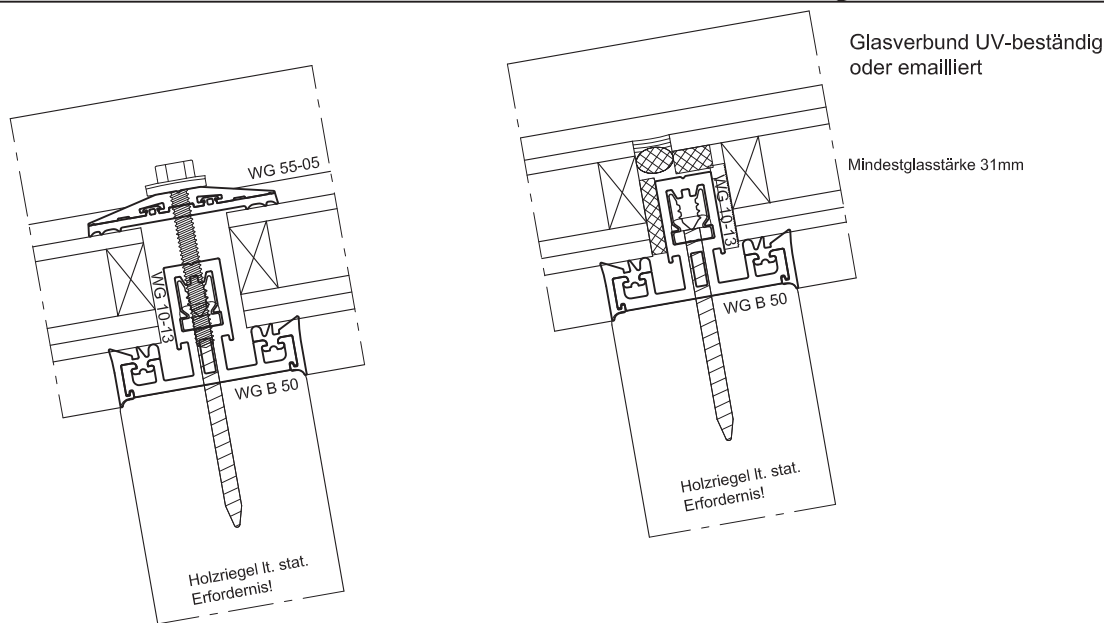 WG 55-05
WG 10-13
WG B 50
Holzriegel lt. stat.
Erfordernis!
Glasverbund UV-beständig
oder emailliert
Mindestglasstärke 31mm
WG 10-13
WG B 50
Holzriegel lt. stat.
Erfordernis!